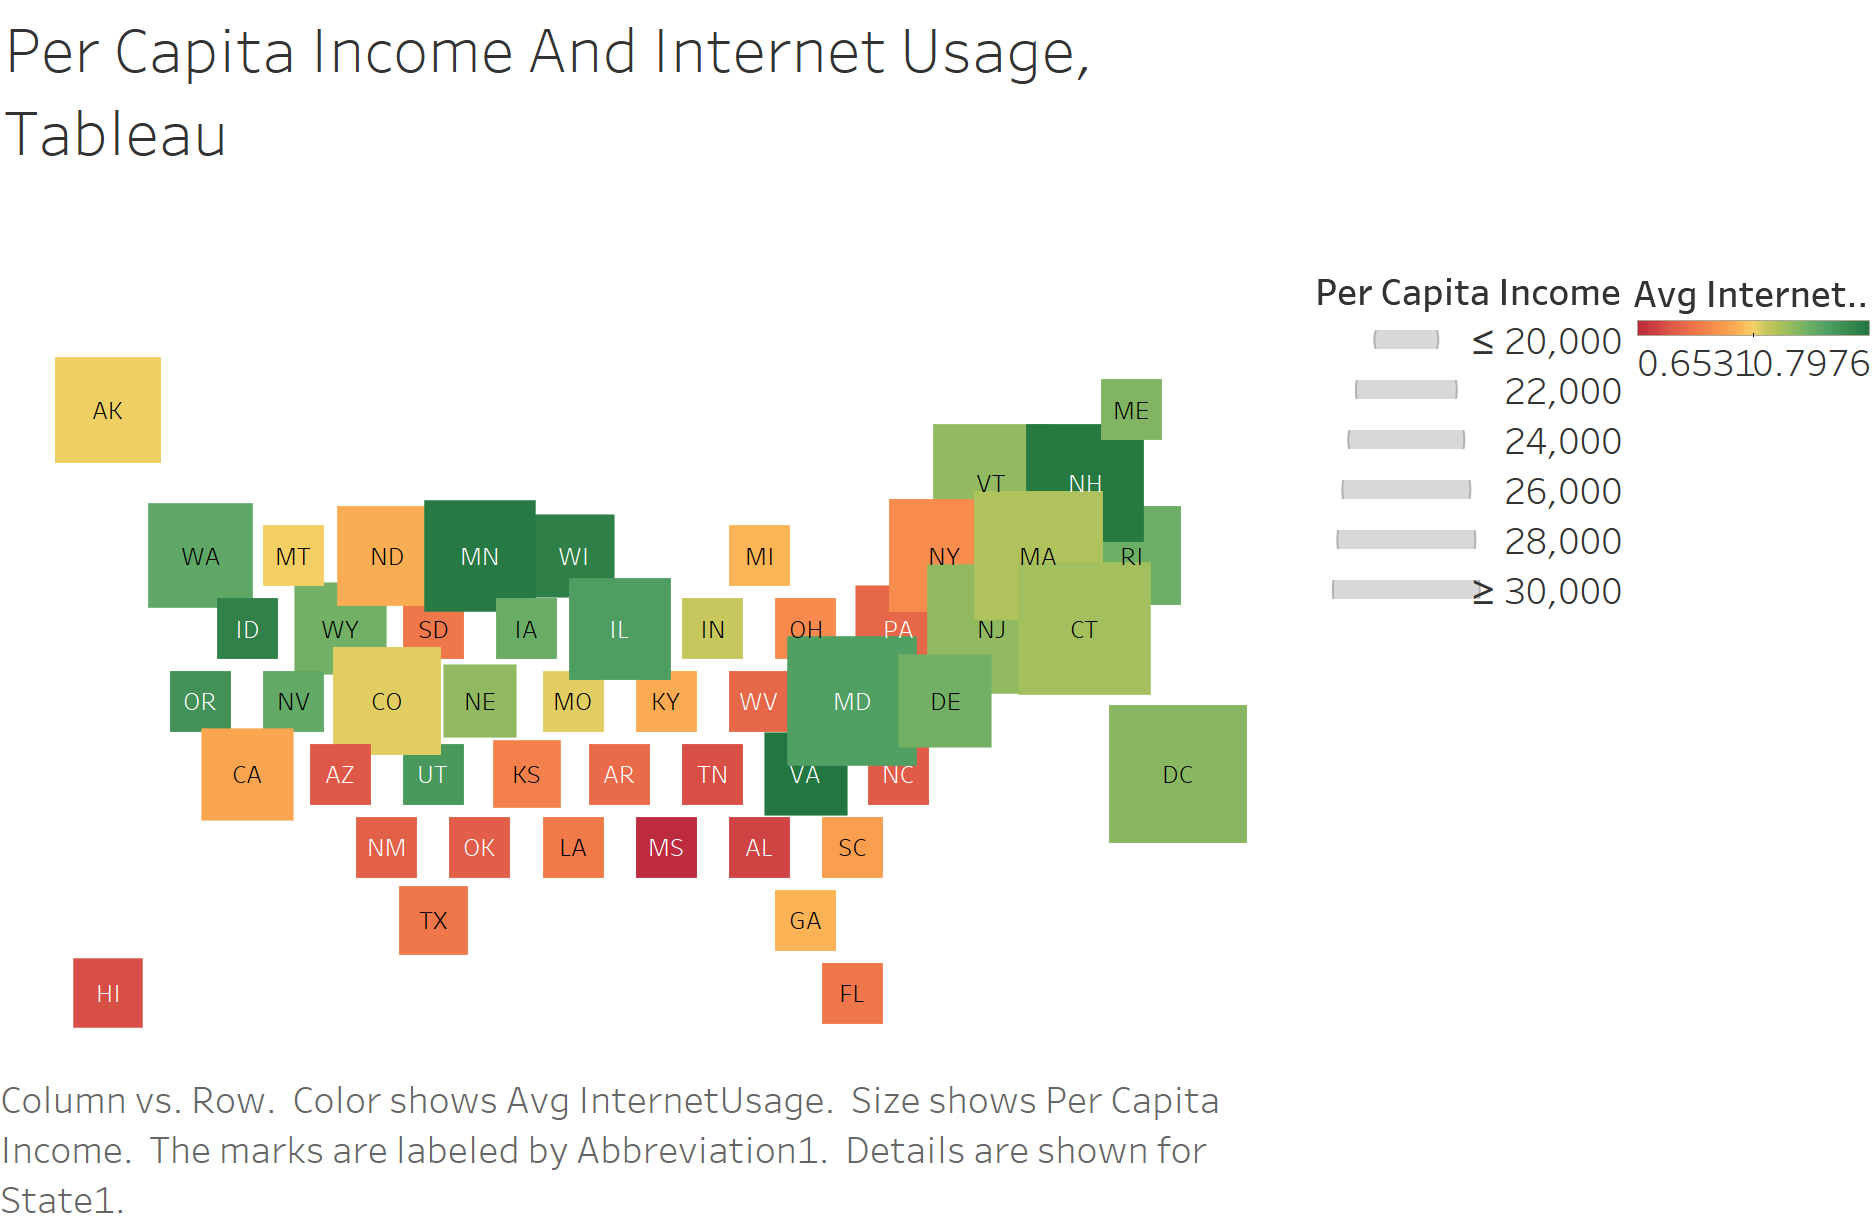 Per Capita Income And Internet Usage,
Tableau
Per Capita Income Avg Internet..
≤ 20,000
0.65310.7976
22,000
24,000
26,000
28,000
≥ 30,000
AK
ME
VT NH
WA MT ND MN WI MI NY MA RI
ID WY SD IA IL IN OH PA NJ CT
OR NV CO NE MO KY WV MD DE
CA AZ UT KS AR TN VA NC DC
NM OK LA MS AL SC
TX GA
HI FL
Column vs. Row. Color shows Avg InternetUsage. Size shows Per Capita
Income. The marks are labeled by Abbreviation1. Details are shown for
State1.